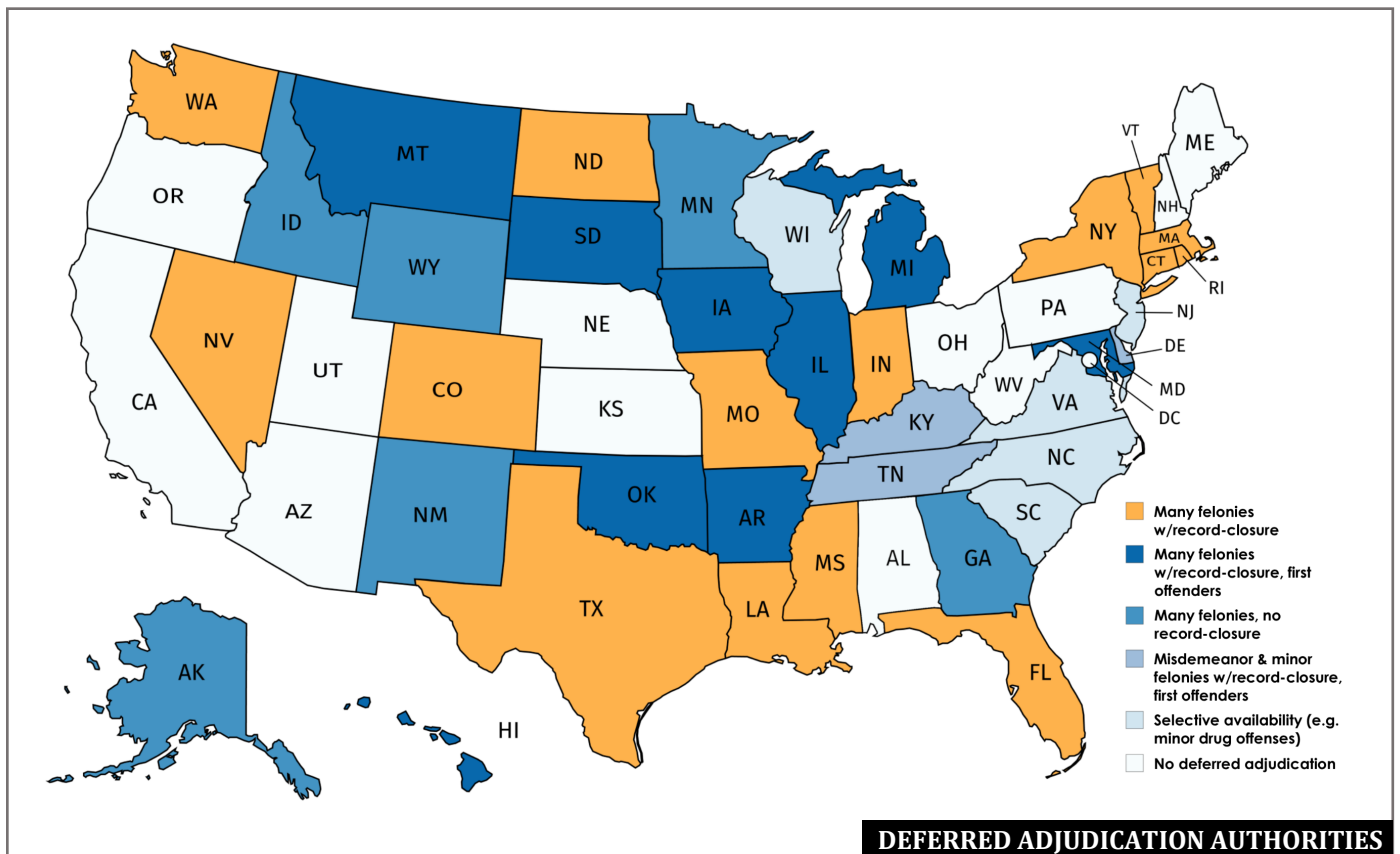 WA
MT
ND
MN
OR
ID
WY
SD
WI
MI
VT
ME
NH
NY
MA
CT
RI
NJ
PA
DE
MD
DC
NV
UT
CO
NE
IA
IL
IN
OH
WV
VA
CA
KS
MO
KY
NC
TN
AZ
NM
OK
AR
SC
MS
AL
GA
TX
LA
FL
AK
HI
Many felonies
w/record-closure
Many felonies
w/record-closure, first
offenders
Many felonies, no
record-closure
Misdemeanor & minor
felonies w/record-closure,
first offenders
Selective availability (e.g.
minor drug offenses)
No deferred adjudication
DEFERRED ADJUDICATION AUTHORITIES